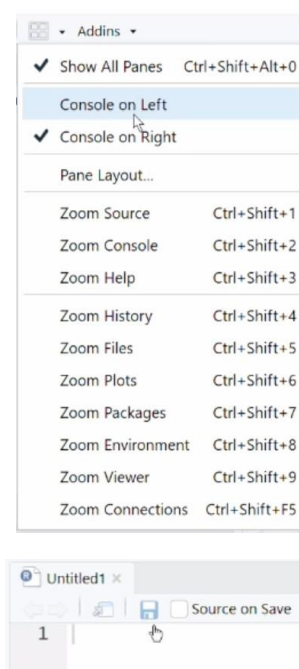 Addins
Show All Panes Ctrl+Shift+Alt+0
Console on Left
Console on Right
Pane Layout...
Zoom Source Ctrl+Shift+1
Zoom Console Ctrl+Shift+2
Zoom Help Ctrl+Shift+3
Zoom History Ctrl+Shift+4
Zoom Files Ctrl+Shift+5
Zoom Plots Ctrl+Shift+6
Zoom Packages Ctrl+Shift+7
Zoom Environment Ctrl+Shift+8
Zoom Viewer Ctrl+Shift+9
Zoom Connections Ctrl+Shift+F5
Untitled1
Source on Save
1